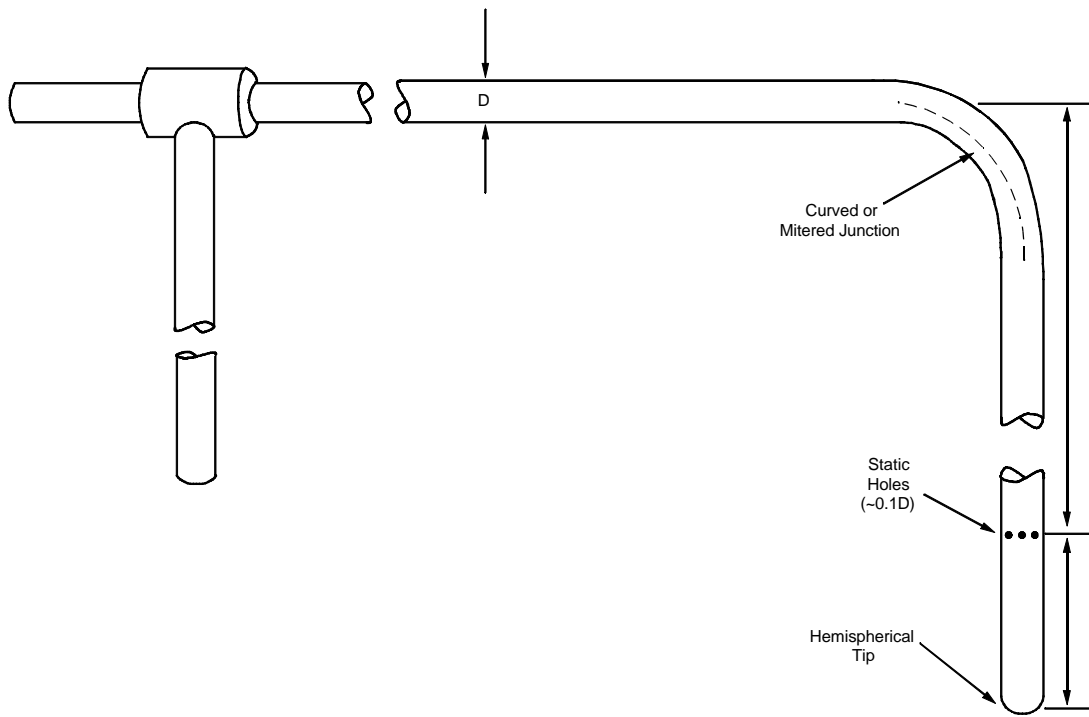 D
Curved or
Mitered Junction
Static
Holes
(~0.1D)
Hemispherical
Tip